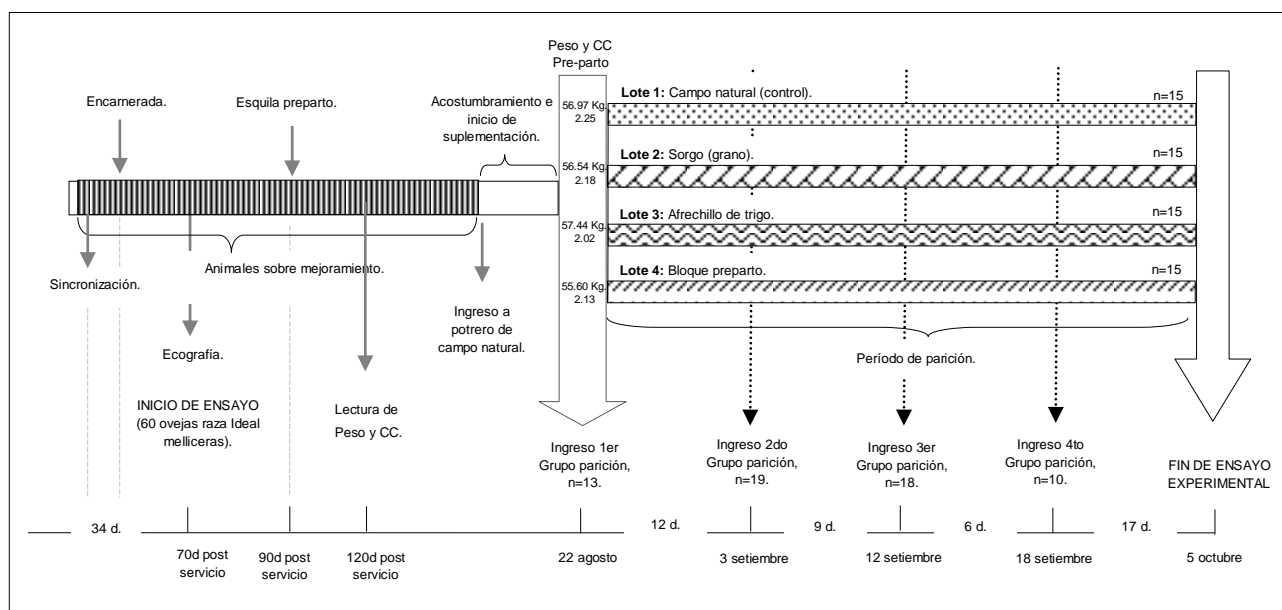 Peso y CC
Pre-parto
Encarnerada.
Esquila preparto.
Acostumbramiento e
inicio de
suplementación.
56.97 Kg.
2.25
Lote 1: Campo natural (control).
n=15
56.54 Kg.
2.18
Lote 2: Sorgo (grano).
n=15
57.44 Kg.
2.02
Lote 3: Afrechillo de trigo.
n=15
55.60 Kg.
2.13
Lote 4: Bloque preparto.
n=15
Sincronización.
Animales sobre mejoramiento.
Ecografía.
INICIO DE ENSAYO
(60 ovejas raza Ideal
melliceras).
Lectura de
Peso y CC.
Ingreso a
potrero de
campo natural.
Período de parición.
Ingreso 1er
Grupo parición,
n=13.
Ingreso 2do
Grupo parición,
n=19.
Ingreso 3er
Grupo parición,
n=18.
Ingreso 4to
Grupo parición,
n=10.
FIN DE ENSAYO
EXPERIMENTAL
34 d.
12 d.
9 d.
6 d.
17 d.
70d post
servicio
90d post
servicio
120d post
servicio
22 agosto
3 setiembre
12 setiembre
18 setiembre
5 octubre